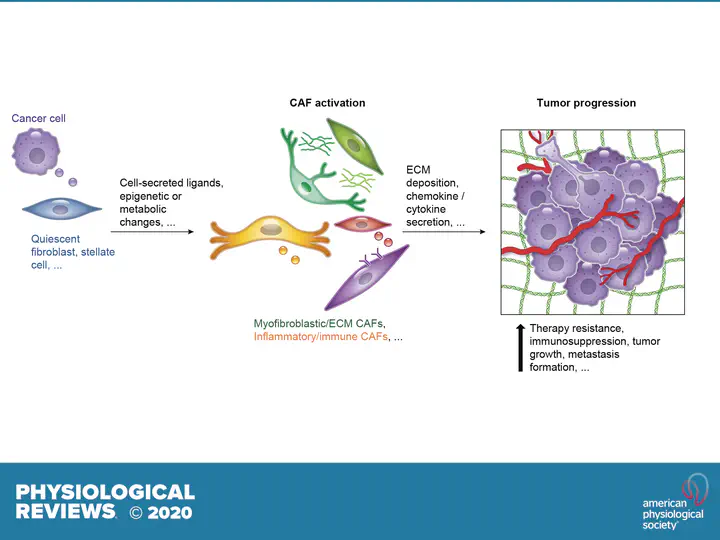 CAF activation
Tumor progression
Cancer cell
Cell-secreted ligands,
epigenetic or
metabolic
changes, ...
ECM
deposition,
chemokine /
cytokine
secretion, ...
Quiescent
fibroblast, stellate
cell, ...
Myofibroblastic/ECM CAFs,
Inflammatory/immune CAFs, ...
Therapy resistance,
immunosuppression, tumor
growth, metastasis
formation, ...
PHYSIOLOGICAL
REVIEWS. © 2020
american
physiological
society®